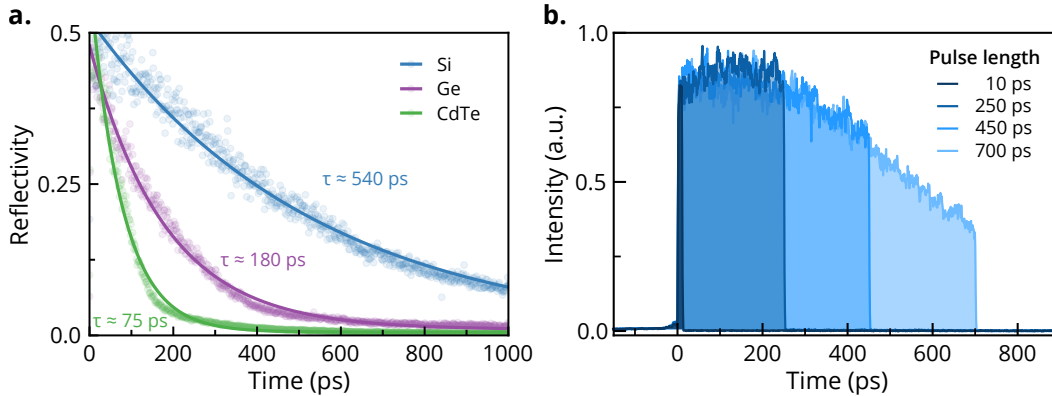 a.
Reflectivity
0.5
0.25
0.0
Si
Ge
CdTe
τ ≈ 540 ps
τ ≈ 180 ps
τ ≈ 75 ps
0 200 400 600 800 1000
Time (ps)
b.
Intensity (a.u.)
1.0
0.5
0.0
Pulse length
10 ps
250 ps
450 ps
700 ps
0 200 400 600 800
Time (ps)